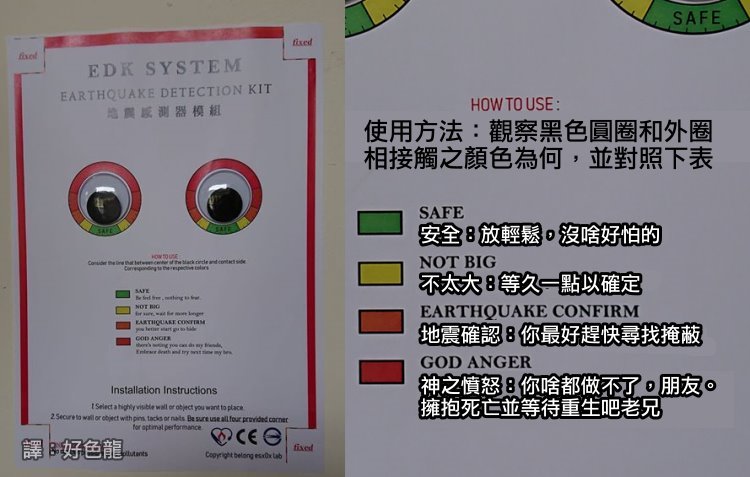 fixed
fixed
EDK SYSTEM
EARTHQUAKE DETECTION KIT
地震感測器模組
SAFE
SAFE
HOW TO USE :
Consider the line that between center of the black circle and contact side.
Corresponding to the respective colors
SAFE
Be feel free , nothing to fear.
NOT BIG
for sure, wait for more longer
EARTHQUAKE CONFIRM
you better start go to hide
GOD ANGER
there's noting you can do my friends,
Embrace death and try next time my bro.
Installation Instructions
1 Select a highly visible wall or object you want to place.
2. Secure to wall or object with pins, tacks or nails. Be sure use all four provided corner
for optimal performance.
CE
ollutants
Copyright belong esx0x lab
fixed
譯：好色龍
SAFE
HOW TO USE :
使用方法：觀察黑色圓圈和外圈
相接觸之顏色為何，並對照下表
SAFE
安全：放輕鬆，沒啥好怕的
NOT BIG
不太大：等久一點以確定
EARTHQUAKE CONFIRM
地震確認：你最好趕快尋找掩蔽
GOD ANGER
神之憤怒：你啥都做不了，朋友。
擁抱死亡並等待重生吧老兄